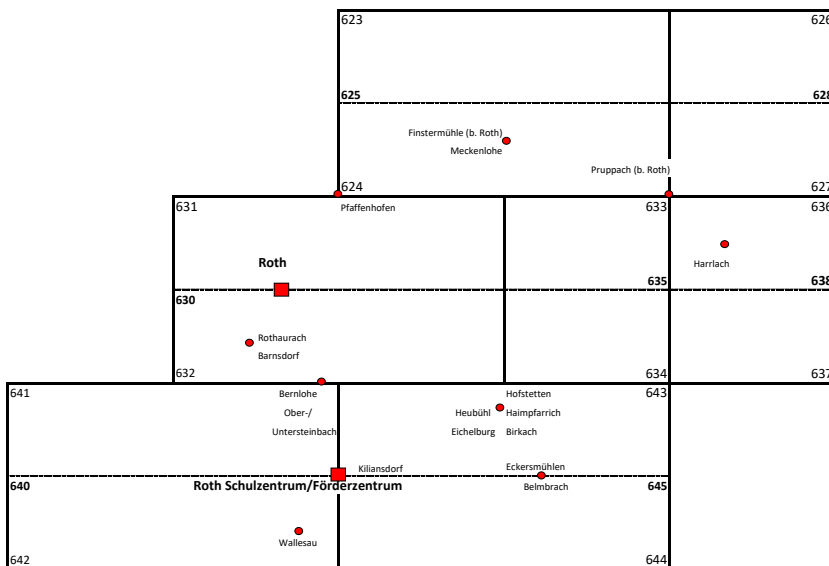 623
626
625
628
Finstermühle (b. Roth)
Meckenlohe
Pruppach (b. Roth)
624
627
631
Pfaffenhofen
633
636
Harrlach
Roth
635
638
630
Rothaurach
Barnsdorf
632
634
637
641
Bernlohe
Hofstetten
643
Ober-/
Heubühl
Haimpfarrich
Untersteinbach
Eichelburg
Birkach
Kiliansdorf
Eckersmühlen
640
Roth Schulzentrum/Förderzentrum
Belmbrach
645
Wallesau
642
644